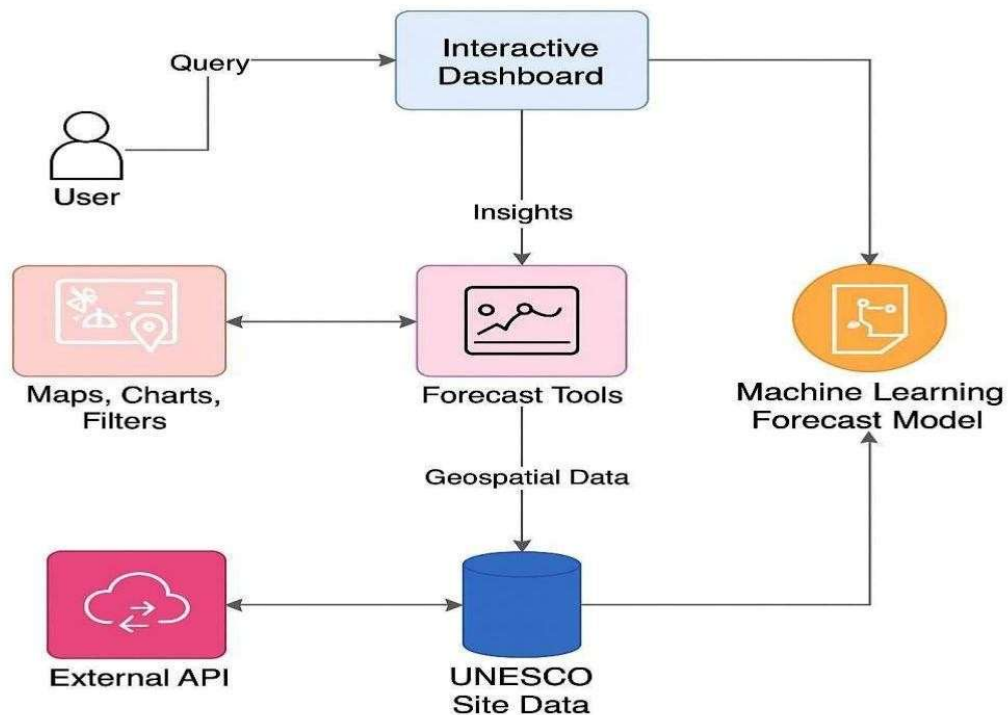 Interactive
Dashboard
Query
User
Insights
Maps, Charts,
Filters
Forecast Tools
Machine Learning
Forecast Model
Geospatial Data
External API
UNESCO
Site Data